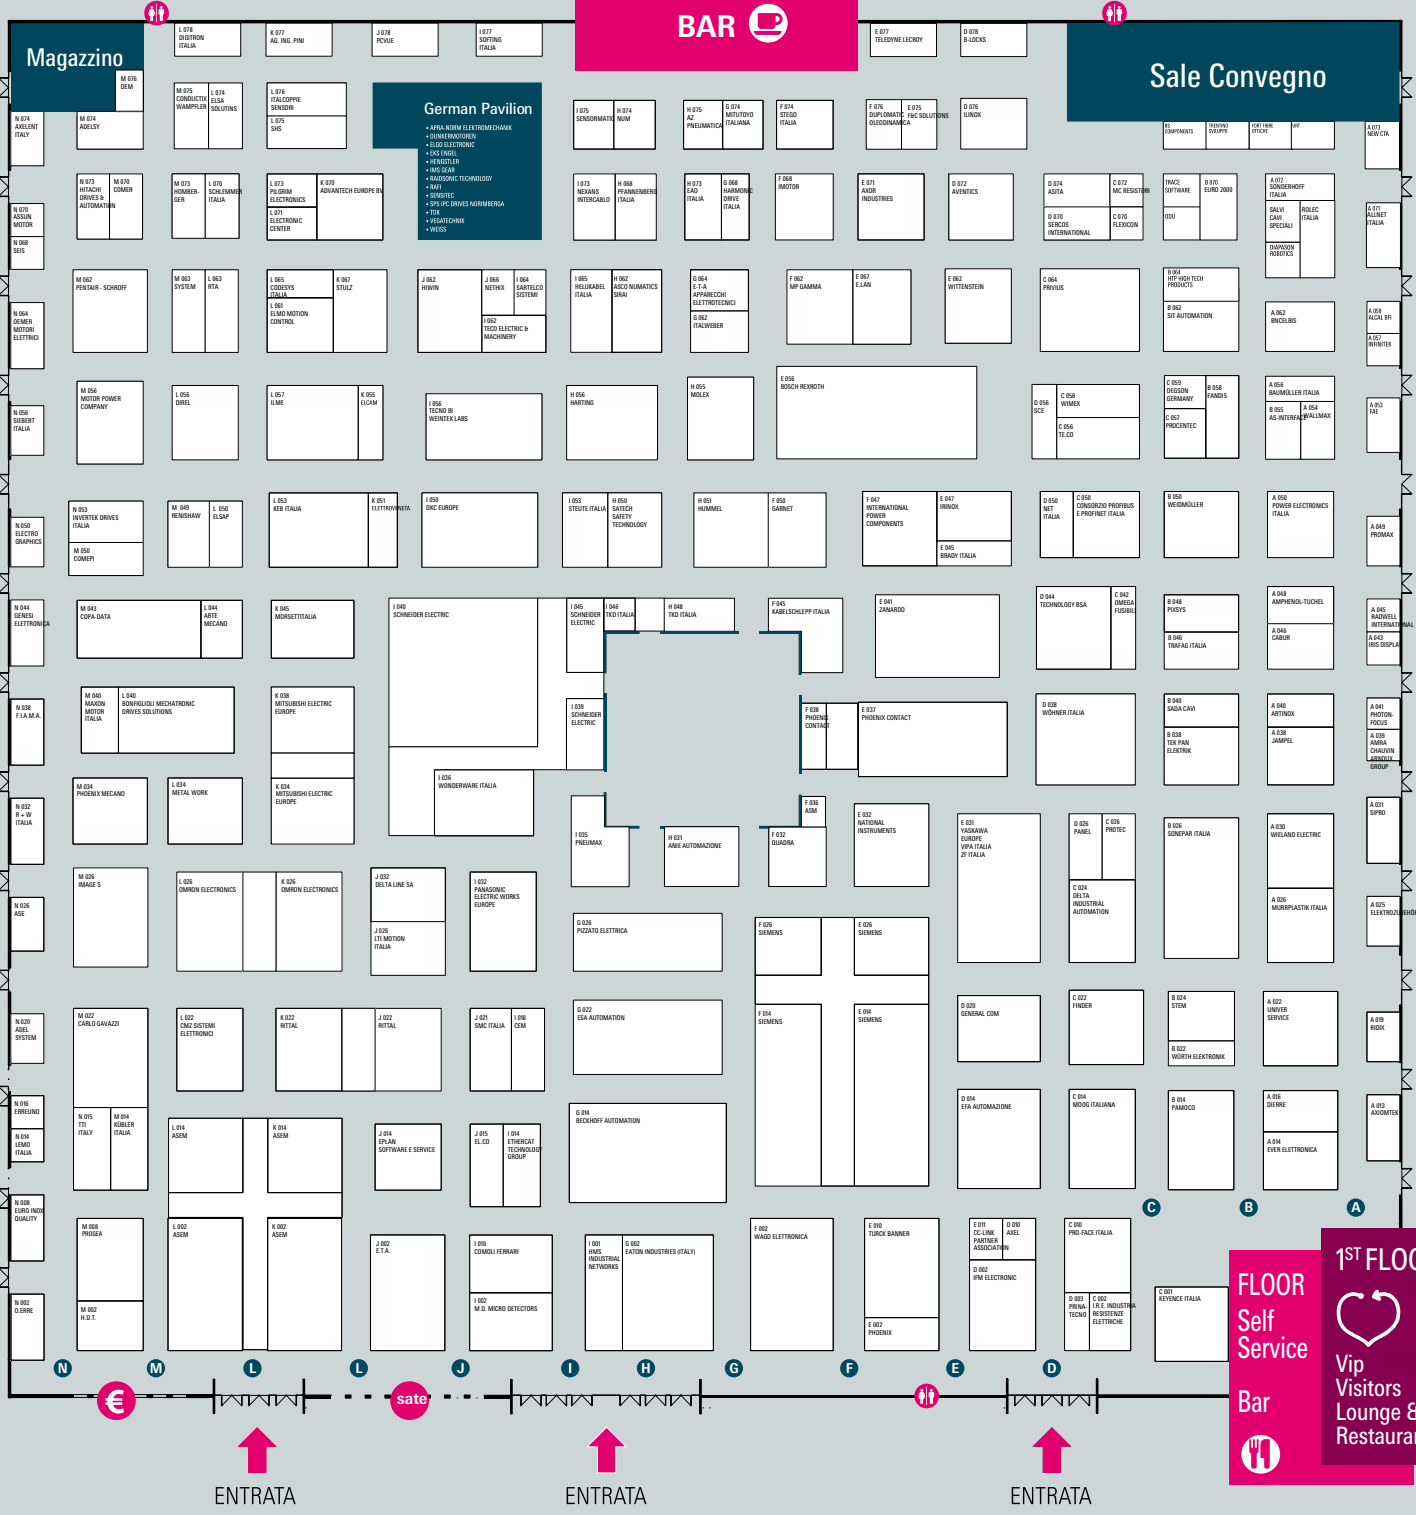 BAR
Magazzino
Sale Convegno
L 078
DIGITRON
ITALIA
K 077
AG. ING. PINI
J 078
PCVUE
I 077
SOFTING
ITALIA
E 077
TELEDYNE LECROY
D 078
B-LOCKS
M 076
DEM
N 074
AXELENT
ITALY
M 074
ADELSY
M 075
CONDUCTIX
WAMPFLER
L 074
ELSA
SOLUTINS
L 076
ITALCOPPIE
SENSORI
L 075
SHS
German Pavilion
• APRA-NORM ELEKTROMECHANIK
• DUNKERMOTOREN
• ELGO ELECTRONIC
• EKS ENGEL
• HENGSTLER
• IMS GEAR
• RAIDSONIC TECHNOLOGY
• RAFI
• SENSITEC
• SPS IPC DRIVES NORIMBERGA
• TDK
• VEGATECHNIK
• WEISS
I 075
SENSORMATIC
H 074
NUM
H 075
AZ
PNEUMATICA
G 074
MITUTOYO
ITALIANA
F 074
STEGO
ITALIA
F 076
DUPLOMATIC
OLEODINAMICA
E 075
F&C SOLUTIONS
D 076
ILINOX
RS
COMPONENTS
TRENTINO
SVILUPPO
FORT FIBRE
OTTICHE
URT
A 073
NEW CTA
N 073
HITACHI
DRIVES &
AUTOMATION
M 070
COMER
M 073
HOMBER-
GER
L 070
SCHLEMMER
ITALIA
L 073
PILGRIM
ELECTRONICS
L 071
ELECTRONIC
CENTER
K 070
ADVANTECH EUROPE BV
I 073
NEXANS
INTERCABLO
H 068
PFANNENBERG
ITALIA
H 073
EAO
ITALIA
G 068
HARMONIC
DRIVE
ITALIA
F 068
IMOTOR
E 071
AXOR
INDUSTRIES
D 072
AVENTICS
D 074
ASITA
D 070
SERCOS
INTERNATIONAL
C 072
MC RESISTORI
C 070
FLEXICON
TRACE
SOFTWARE
ODU
B 070
EURO 2000
A 072
SONDERHOFF
ITALIA
SALVI
CAVI
SPECIALI
ROLEC
ITALIA
DIAPASON
ROBOTICS
A 071
ALLNET
ITALIA
N 070
ASSUN
MOTOR
N 068
SEIS
M 062
PENTAIR - SCHROFF
M 063
SYSTEM
L 063
RTA
L 065
CODESYS
ITALIA
L 061
ELMO MOTION
CONTROL
K 067
STULZ
J 062
HIWIN
J 066
NETHIX
I 064
SARTELCO
SISTEMI
I 062
TECO ELECTRIC &
MACHINERY
I 065
HELUKABEL
ITALIA
H 062
ASCO NUMATICS
SIRAI
G 064
E-T-A
APPARECCHI
ELETTROTECNICI
G 062
ITALWEBER
F 062
MP GAMMA
E 067
E.LAN
E 062
WITTENSTEIN
C 064
PRIVIUS
B 064
HTP HIGH TECH
PRODUCTS
B 062
SIT AUTOMATION
A 062
BNCELBIS
A 059
ALCAL BFI
A 057
INFINITEK
N 064
OEMER
MOTORI
ELETTRICI
M 056
MOTOR POWER
COMPANY
L 056
DIREL
L 057
ILME
K 055
ELCAM
I 056
TECNO BI
WEINTEK LABS
H 056
HARTING
H 055
MOLEX
E 056
BOSCH REXROTH
D 056
SCE
C 058
WIMEX
C 056
TE.CO
C 059
DEGSON
GERMANY
C 057
PROCENTEC
B 058
FANDIS
A 056
BAUMÜLLER ITALIA
B 055
AS-INTERFACE
A 054
WALLMAX
A 053
FAE
N 056
SIEBERT
ITALIA
N 053
INVERTEK DRIVES
ITALIA
M 050
COMEPI
M 049
RENISHAW
L 050
ELSAP
L 053
KEB ITALIA
K 051
ELETTROVENETA
I 050
DKC EUROPE
I 053
STEUTE ITALIA
H 050
SATECH
SAFETY
TECHNOLOGY
H 051
HUMMEL
F 050
GARNET
F 047
INTERNATIONAL
POWER
COMPONENTS
E 047
IRINOX
E 045
BRADY ITALIA
D 050
NET
ITALIA
C 050
CONSORZIO PROFIBUS
E PROFINET ITALIA
B 050
WEIDMÜLLER
A 050
POWER ELECTRONICS
ITALIA
A 049
PROMAX
N 050
ELECTRO
GRAPHICS
N 044
GENESI
ELETTRONICA
M 043
COPA-DATA
L 044
ARTE
MECANO
K 045
MORSETTITALIA
I 040
SCHNEIDER ELECTRIC
I 045
SCHNEIDER
ELECTRIC
I 046
TKD ITALIA
H 048
TKD ITALIA
F 045
KABELSCHLEPP ITALIA
E 041
ZANARDO
D 044
TECHNOLOGY BSA
C 042
OMEGA
FUSIBILI
B 048
PIXSYS
B 046
TRAFAG ITALIA
A 048
AMPHENOL-TUCHEL
A 046
CABUR
A 045
RADWELL
INTERNATIONAL
A 043
IRIS DISPLAY
N 038
F.I.A.M.A.
M 040
MAXON
MOTOR
ITALIA
L 040
BONFIGLIOLI MECHATRONIC
DRIVES SOLUTIONS
K 038
MITSUBISHI ELECTRIC
EUROPE
I 039
SCHNEIDER
ELECTRIC
F 038
PHOENIX
CONTACT
E 037
PHOENIX CONTACT
D 038
WÖHNER ITALIA
B 040
SADA CAVI
B 038
TEK PAN
ELEKTRIK
A 040
ARTINOX
A 038
JAMPEL
A 041
PHOTON-
FOCUS
A 039
AMRA
CHAUVIN
ARNOUX
GROUP
N 032
R + W
ITALIA
M 034
PHOENIX MECANO
L 034
METAL WORK
K 034
MITSUBISHI ELECTRIC
EUROPE
I 036
WONDERWARE ITALIA
I 035
PNEUMAX
H 031
ANIE AUTOMAZIONE
F 036
ASM
F 032
QUADRA
E 032
NATIONAL
INSTRUMENTS
E 031
YASKAWA
EUROPE
VIPA ITALIA
ZF ITALIA
D 026
PANEL
C 026
PROTEC
C 024
DELTA
INDUSTRIAL
AUTOMATION
B 026
SONEPAR ITALIA
A 030
WIELAND ELECTRIC
A 026
MURRPLASTIK ITALIA
A 031
SIPRO
N 026
ASE
M 026
IMAGE S
L 026
OMRON ELECTRONICS
K 026
OMRON ELECTRONICS
J 032
DELTA LINE SA
J 026
LTI MOTION
ITALIA
I 032
PANASONIC
ELECTRIC WORKS
EUROPE
G 026
PIZZATO ELETTRICA
F 026
SIEMENS
E 026
SIEMENS
A 025
ELEKTROZUBEHÖR
N 020
ADEL
SYSTEM
M 022
CARLO GAVAZZI
L 022
CMZ SISTEMI
ELETTRONICI
K 022
RITTAL
J 022
RITTAL
J 021
SMC ITALIA
I 018
CEM
G 022
ESA AUTOMATION
F 014
SIEMENS
E 014
SIEMENS
D 020
GENERAL COM
C 022
FINDER
B 024
STEM
B 022
WÜRTH ELEKTRONIK
A 022
UNIVER
SERVICE
A 019
RIDIX
N 016
ERREUNO
N 014
LEMO
ITALIA
N 015
TTI
ITALY
M 014
KÜBLER
ITALIA
L 014
ASEM
K 014
ASEM
J 014
EPLAN
SOFTWARE E SERVICE
J 015
EL.CO
I 014
ETHERCAT
TECHNOLOGY
GROUP
G 014
BECKHOFF AUTOMATION
D 014
EFA AUTOMAZIONE
C 014
MOOG ITALIANA
B 014
PAMOCO
A 016
DIERRE
A 014
EVER ELETTRONICA
A 013
AXIOMTEK
N 008
EURO INOX
QUALITY
M 008
PROGEA
M 002
H.D.T.
N 002
D.ERRE
L 002
ASEM
K 002
ASEM
J 002
E.T.A.
I 010
COMOLI FERRARI
I 002
M.D. MICRO DETECTORS
I 001
HMS
INDUSTRIAL
NETWORKS
G 002
EATON INDUSTRIES (ITALY)
F 002
WAGO ELETTRONICA
E 010
TURCK BANNER
E 002
PHOENIX
E 011
CC-LINK
PARTNER
ASSOCIATION
D 010
AXEL
D 002
IFM ELECTRONIC
C 010
PRO-FACE ITALIA
D 003
PRINA-
TECNO
C 002
I.R.E. INDUSTRIA
RESISTENZE
ELETTRICHE
C 001
KEYENCE ITALIA
C B A
FLOOR
Self
Service
Bar
1ST FLOO
Vip
Visitors
Lounge &
Restauran
N M L L J I H G F E D
€
sate
ENTRATA ENTRATA ENTRATA